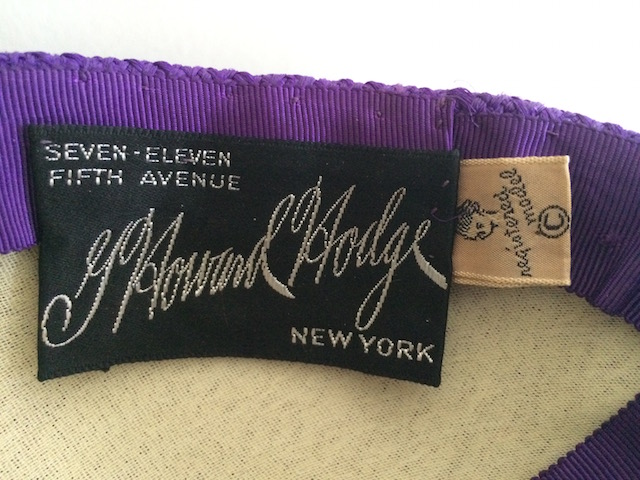 SEVEN-ELEVEN
FIFTH AVENUE
G Howard Hodge
NEW YORK
registered
model
©